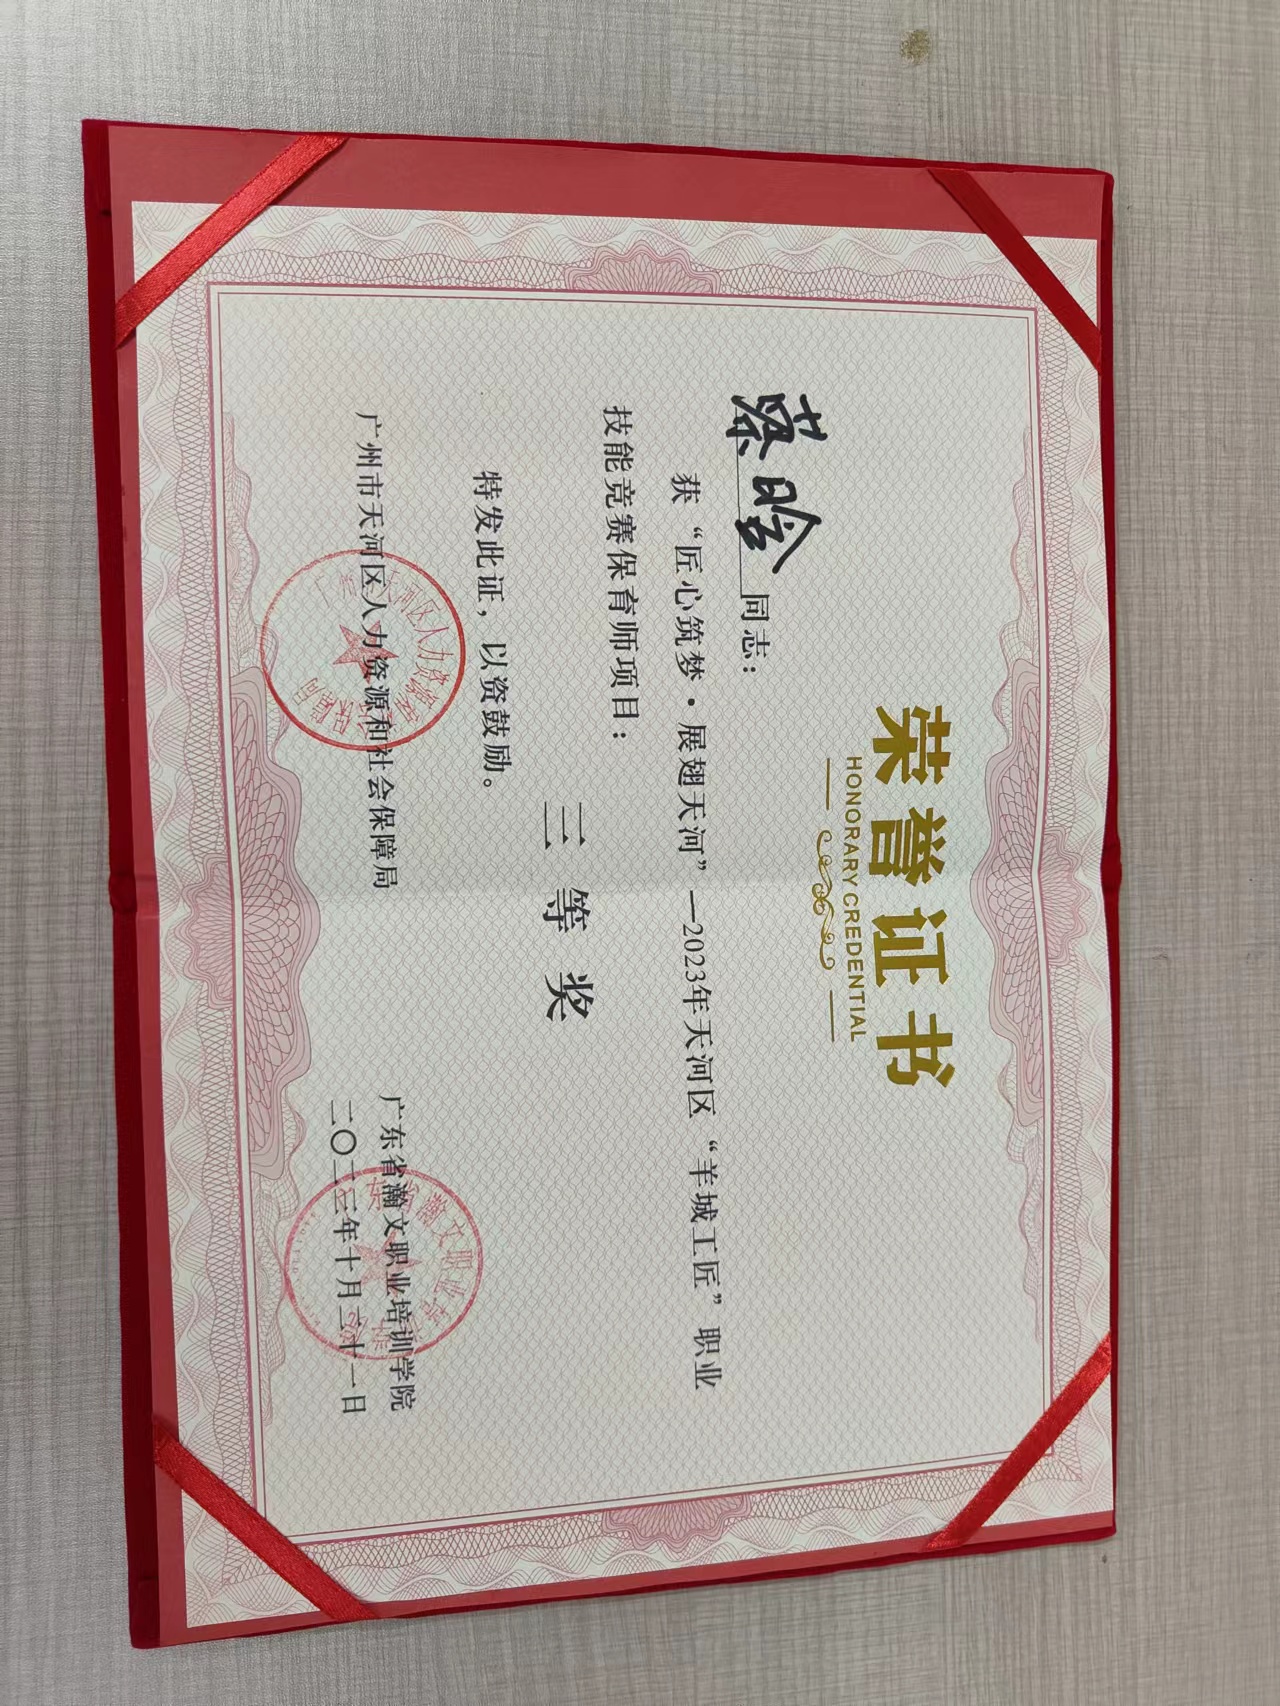 荣誉证书
HONORARY CREDENTIAL
蔡晗 同志：
获“匠心筑梦·展翅天河”—2023年天河区“羊城工匠”职业
技能竞赛保育师项目：
三等奖
特发此证，以资鼓励。
广州市天河区人力资源和社会保障局
广东省瀚文职业培训学院
二〇二三年十月三十一日